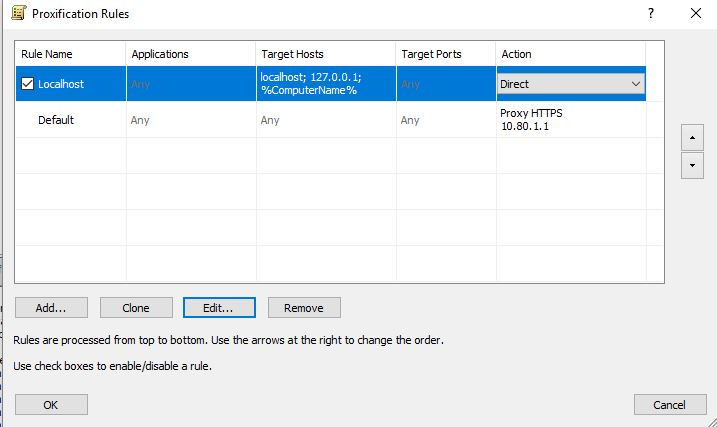 Proxification Rules
Rule Name Applications Target Hosts Target Ports Action
Localhost Any localhost; 127.0.0.1; %ComputerName% Any Direct
Default Any Any Any Proxy HTTPS 10.80.1.1
Add... Clone Edit... Remove
Rules are processed from top to bottom. Use the arrows at the right to change the order.
Use check boxes to enable/disable a rule.
OK Cancel